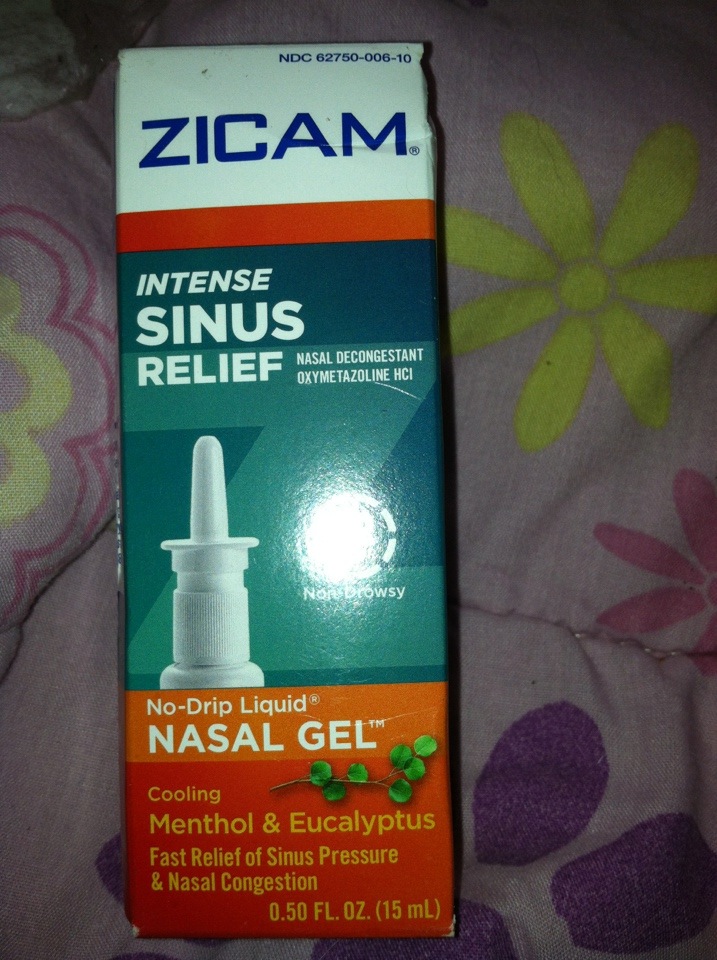 NDC 62750-006-10
ZICAM®
INTENSE
SINUS
RELIEF
NASAL DECONGESTANT
OXYMETAZOLINE HCl
Non-Drowsy
No-Drip Liquid®
NASAL GEL™
Cooling
Menthol & Eucalyptus
Fast Relief of Sinus Pressure
& Nasal Congestion
0.50 FL. OZ. (15 mL)